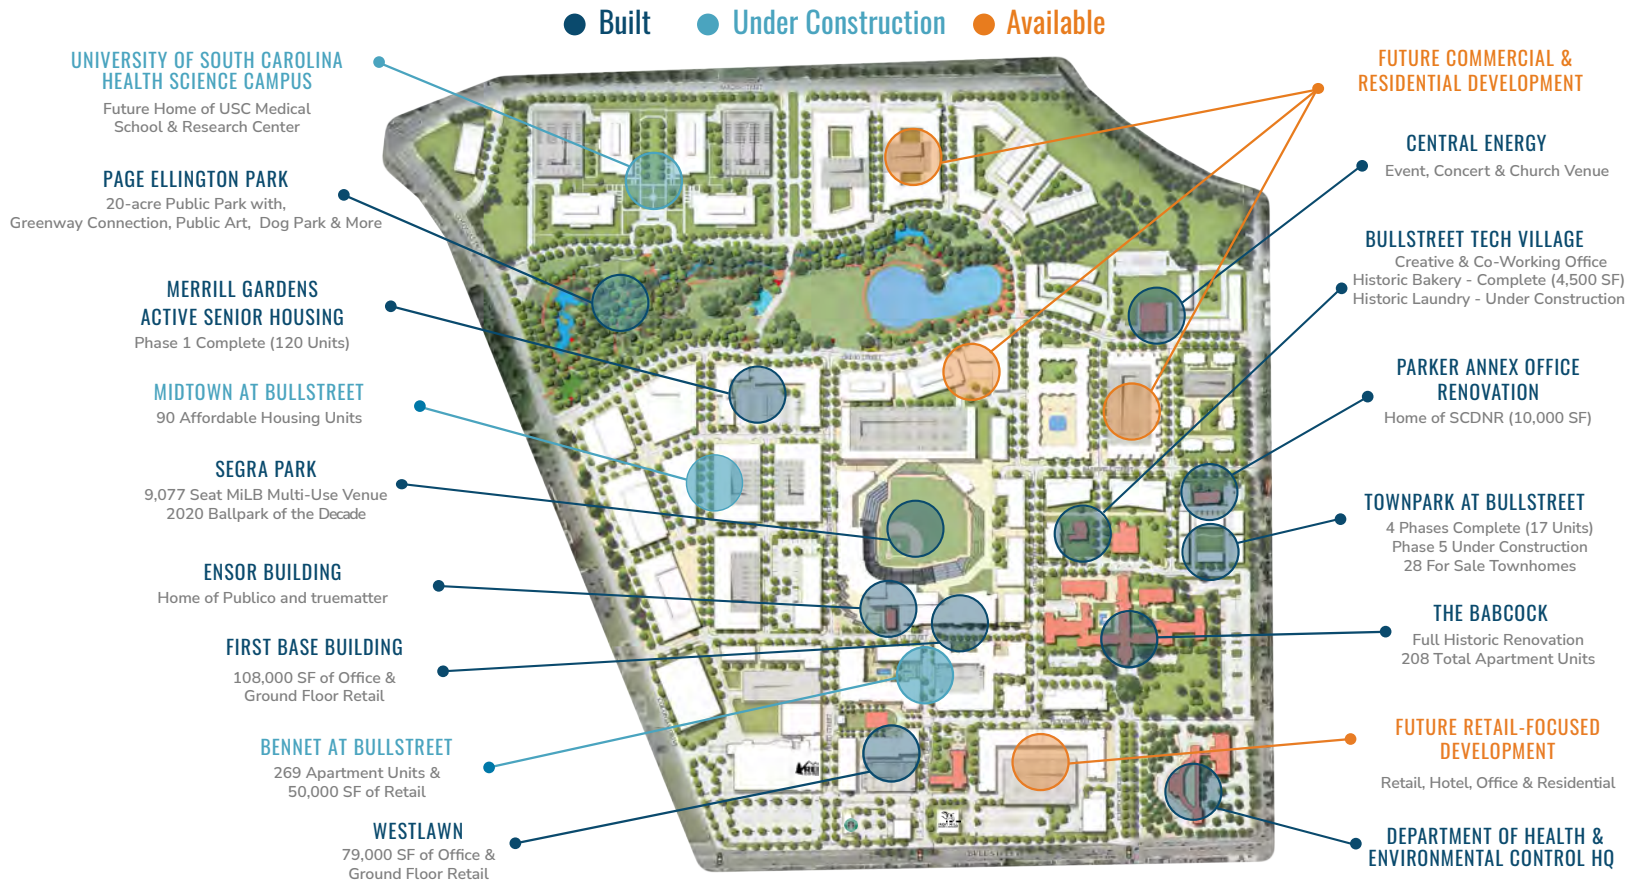 Built
Under Construction
Available
UNIVERSITY OF SOUTH CAROLINA
HEALTH SCIENCE CAMPUS
Future Home of USC Medical
School & Research Center
PAGE ELLINGTON PARK
20-acre Public Park with,
Greenway Connection, Public Art, Dog Park & More
MERRILL GARDENS
ACTIVE SENIOR HOUSING
Phase 1 Complete (120 Units)
MIDTOWN AT BULLSTREET
90 Affordable Housing Units
SEGRA PARK
9,077 Seat MiLB Multi-Use Venue
2020 Ballpark of the Decade
ENSOR BUILDING
Home of Publico and truematter
FIRST BASE BUILDING
108,000 SF of Office &
Ground Floor Retail
BENNET AT BULLSTREET
269 Apartment Units &
50,000 SF of Retail
WESTLAWN
79,000 SF of Office &
Ground Floor Retail
FUTURE COMMERCIAL &
RESIDENTIAL DEVELOPMENT
CENTRAL ENERGY
Event, Concert & Church Venue
BULLSTREET TECH VILLAGE
Creative & Co-Working Office
Historic Bakery - Complete (4,500 SF)
Historic Laundry - Under Construction
PARKER ANNEX OFFICE
RENOVATION
Home of SCDNR (10,000 SF)
TOWNPARK AT BULLSTREET
4 Phases Complete (17 Units)
Phase 5 Under Construction
28 For Sale Townhomes
THE BABCOCK
Full Historic Renovation
208 Total Apartment Units
FUTURE RETAIL-FOCUSED
DEVELOPMENT
Retail, Hotel, Office & Residential
DEPARTMENT OF HEALTH &
ENVIRONMENTAL CONTROL HQ
REI